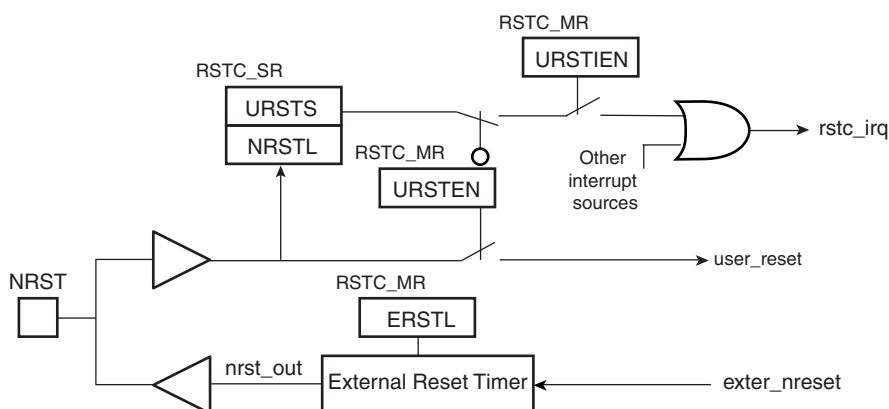 RSTC_MR
URSTIEN
RSTC_SR
URSTS
NRSTL
RSTC_MR
URSTEN
rstc_irq
Other
interrupt
sources
user_reset
NRST
RSTC_MR
ERSTL
nrst_out
External Reset Timer
exter_nreset